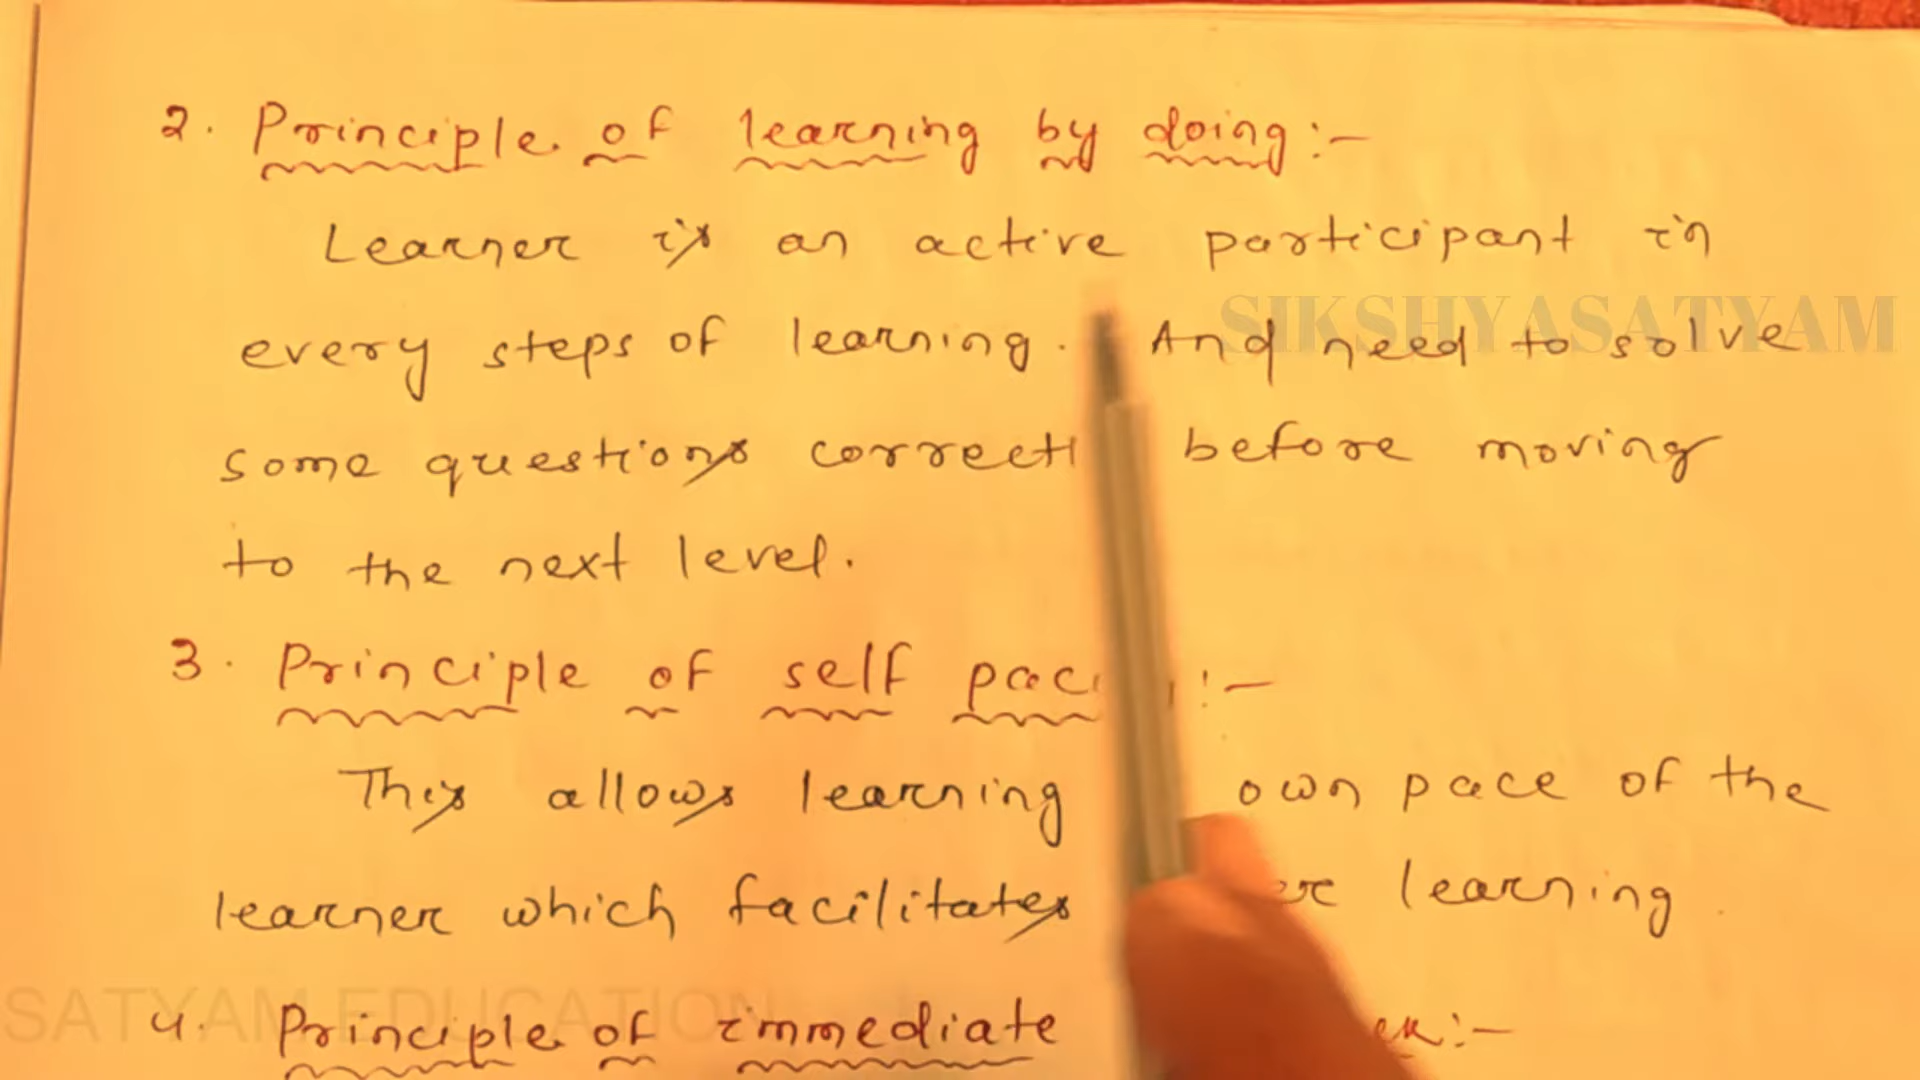 2. Principle of learning by doing:-
Learner is an active participant in
SIKSHYASATYAM
every steps of learning. And need to solve
some questions before moving
to the next level.
3. Principle of self :-
This allows learning own pace of the
learner which facilitates learning.
SATYAM EDUCATION
4. Principle of immediate :-